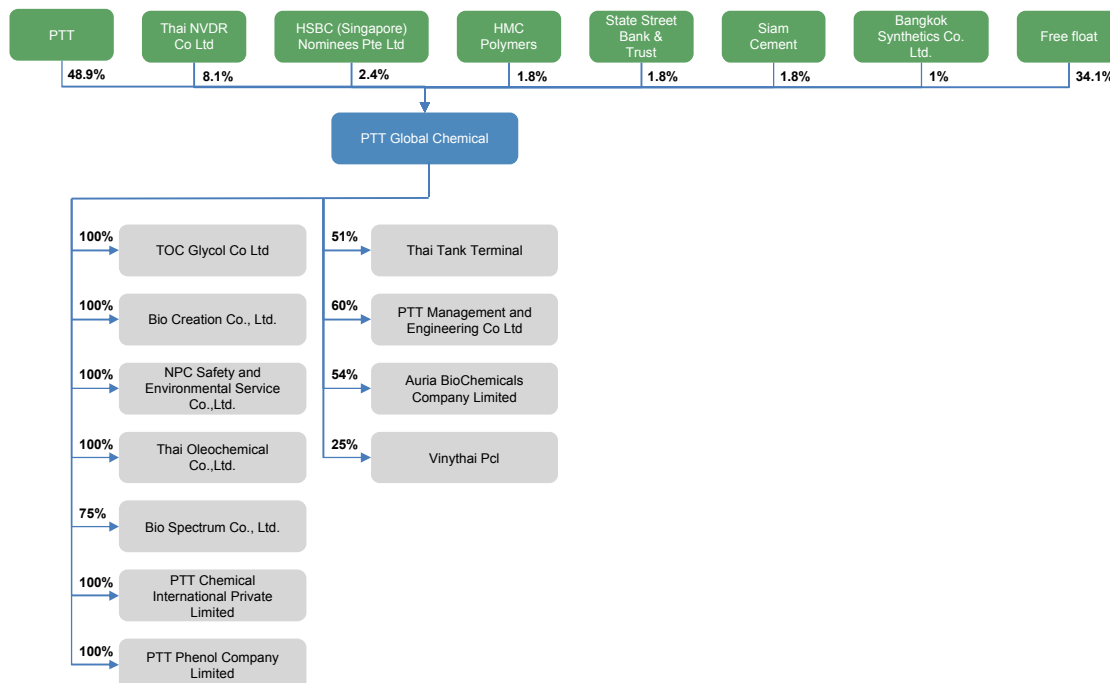 PTT
Thai NVDR
Co Ltd
HSBC (Singapore)
Nominees Pte Ltd
HMC
Polymers
State Street
Bank &
Trust
Siam
Cement
Bangkok
Synthetics Co.
Ltd.
Free float
48.9%
8.1%
2.4%
1.8%
1.8%
1.8%
1%
34.1%
PTT Global Chemical
100%
TOC Glycol Co Ltd
51%
Thai Tank Terminal
100%
Bio Creation Co., Ltd.
60%
PTT Management and
Engineering Co Ltd
100%
NPC Safety and
Environmental Service
Co.,Ltd.
54%
Auria BioChemicals
Company Limited
100%
Thai Oleochemical
Co.,Ltd.
25%
Vinythai Pcl
75%
Bio Spectrum Co., Ltd.
100%
PTT Chemical
International Private
Limited
100%
PTT Phenol Company
Limited